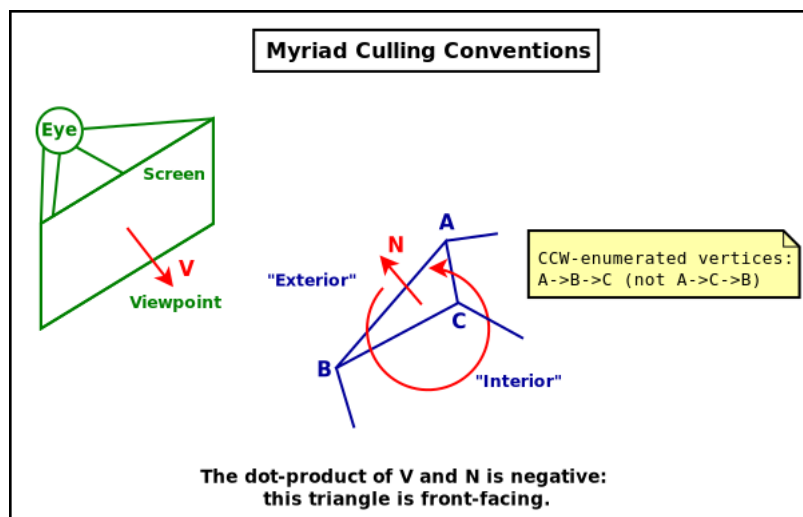 Myriad Culling Conventions
Eye
Screen
V
Viewpoint
A
N
"Exterior"
C
B
"Interior"
CCW-enumerated vertices:
A->B->C (not A->C->B)
The dot-product of V and N is negative:
this triangle is front-facing.